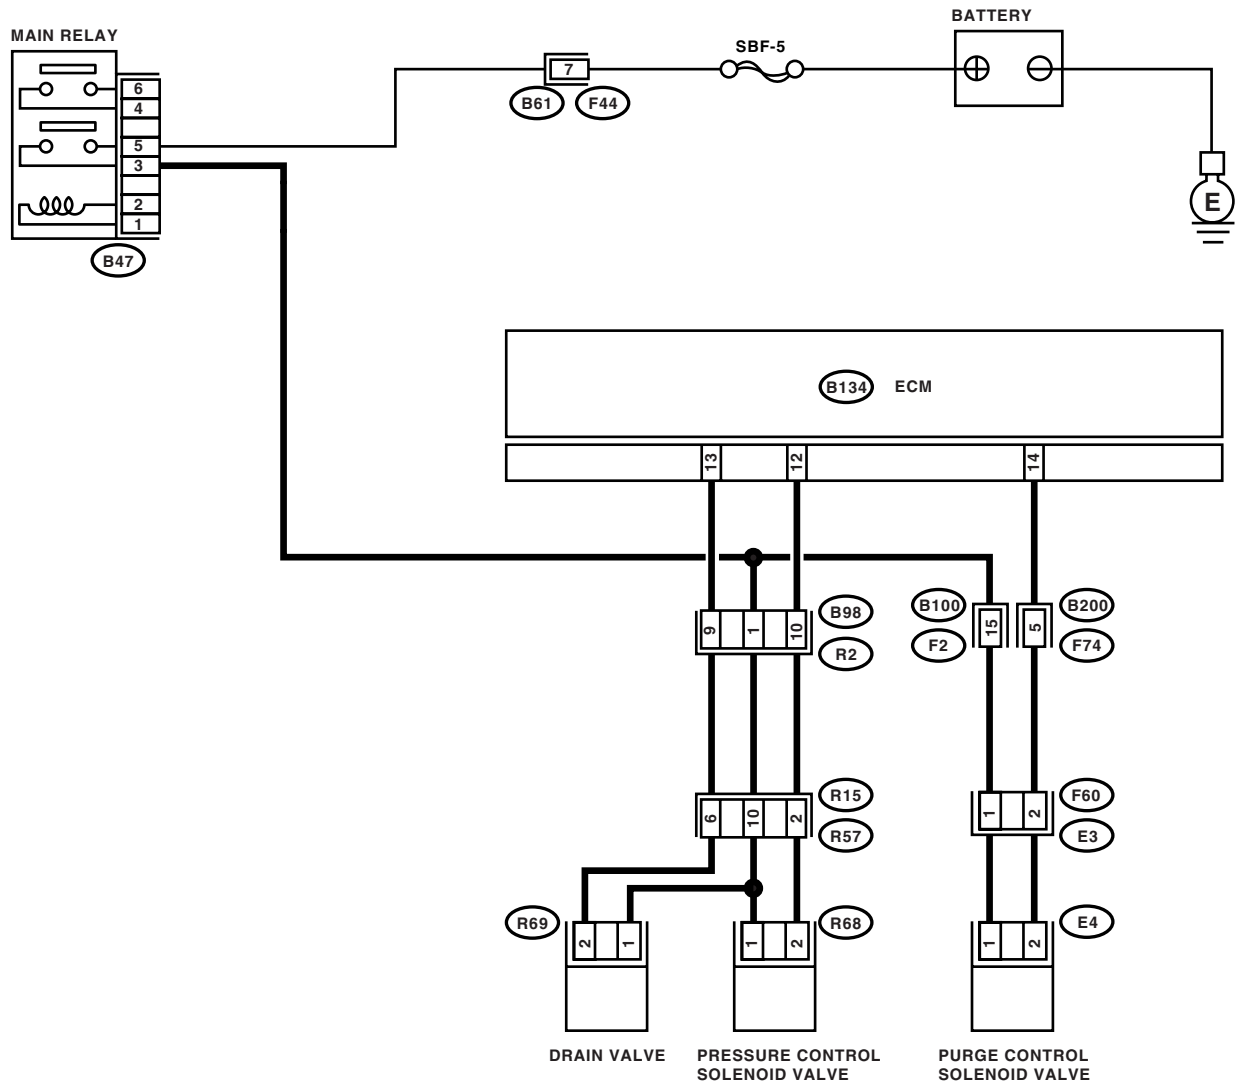 BATTERY
MAIN RELAY
SBF-5
7
6
B61 F44
4
5
3
2
E
1
B47
B134 ECM
13 12 14
B98
B100 B200
9 1 10
15 5
R2
F2 F74
R15
F60
6 10 2
1 2
R57
E3
R69
R68
E4
2 1
1 2
1 2
DRAIN VALVE
PRESSURE CONTROL
SOLENOID VALVE
PURGE CONTROL
SOLENOID VALVE